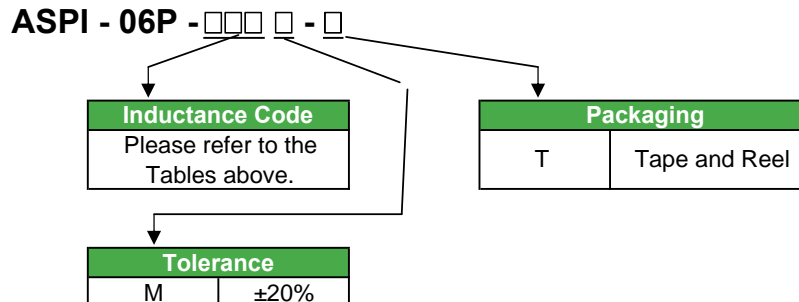 ASPI - 06P - □□□ □ - □
Inductance Code
Please refer to the
Tables above.
Packaging
T Tape and Reel
Tolerance
M ±20%